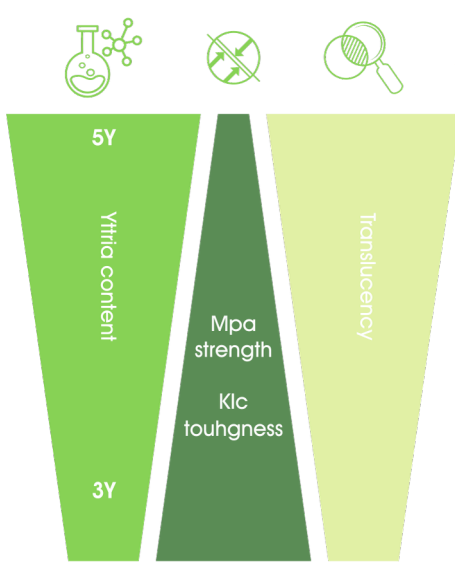 5Y
Yttria content
3Y
Mpa
strength
KIc
touhgness
Translucency